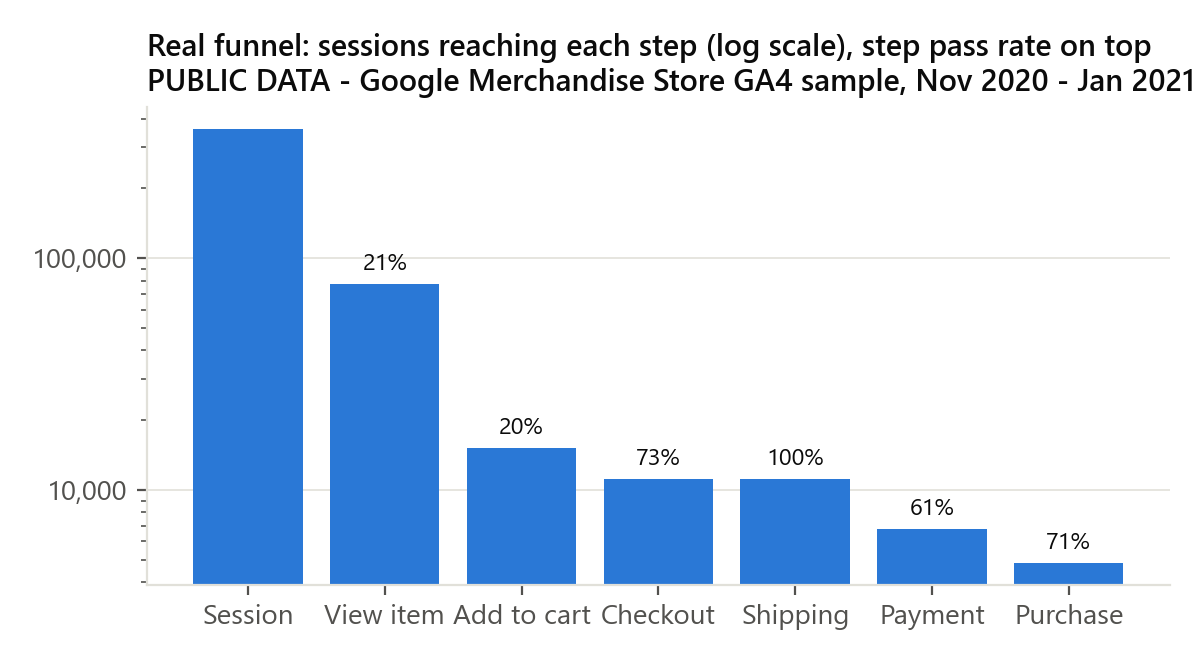 Real funnel: sessions reaching each step (log scale), step pass rate on top
PUBLIC DATA - Google Merchandise Store GA4 sample, Nov 2020 - Jan 2021
100,000
10,000
21%
20%
73%
100%
61%
71%
Session
View item
Add to cart
Checkout
Shipping
Payment
Purchase